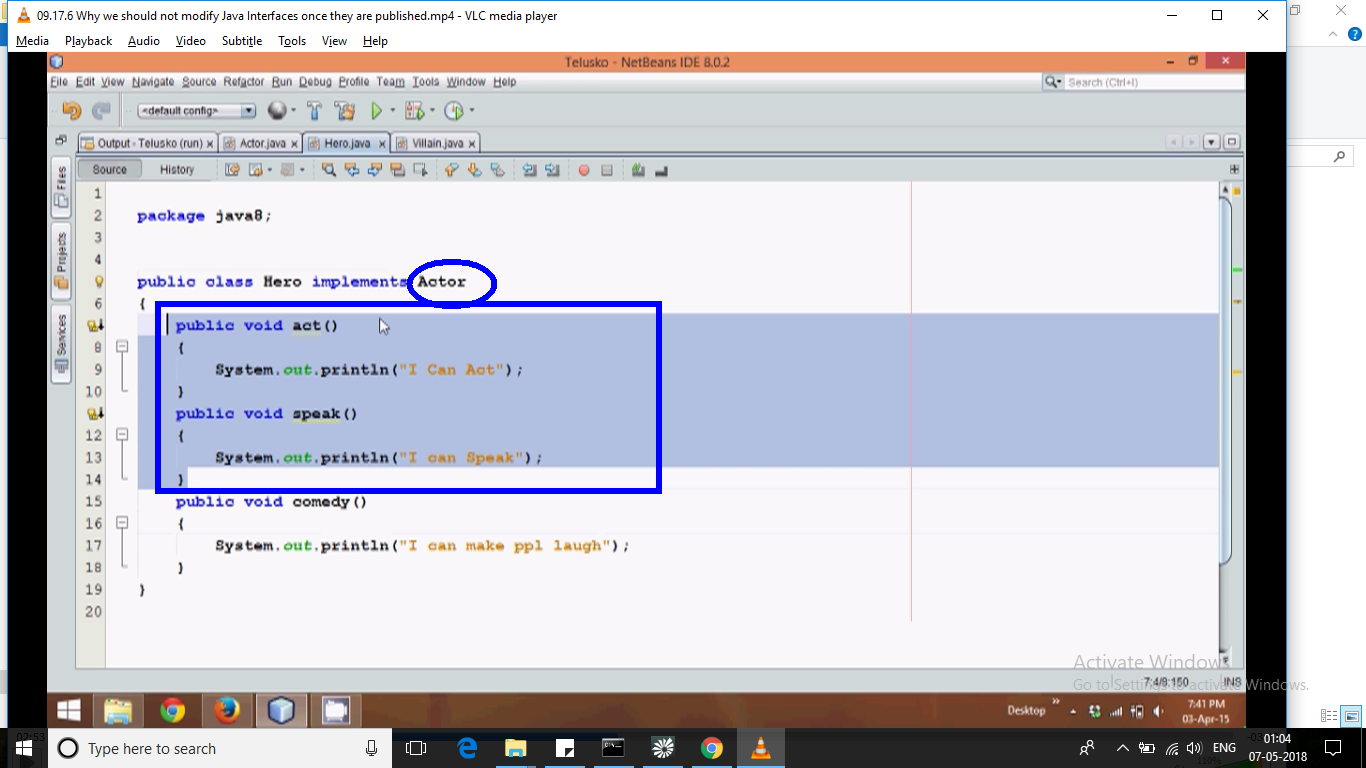 09.17.6 Why we should not modify Java Interfaces once they are published.mp4 - VLC media player
Media Playback Audio Video Subtitle Tools View Help
Telusko - NetBeans IDE 8.0.2
File Edit View Navigate Source Refactor Run Debug Profile Team Tools Window Help
Search (Ctrl+I)
<default config>
Output - Telusko (run) x Actor.java x Hero.java x Villain.java x
Source History
Files
Projects
Services
1
2 package java8;
3
4
public class Hero implements Actor
6 {
public void act()
8 {
9 System.out.println("I Can Act");
10 }
public void speak()
12 {
13 System.out.println("I can Speak");
14 }
15 public void comedy()
16 {
17 System.out.println("I can make ppl laugh");
18 }
19 }
20
Activate Windows
Go to Settings to activate Windows.
7:4/8:150 INS
Desktop
7:41 PM
03-Apr-15
02:53
Type here to search
ENG
01:04
07-05-2018